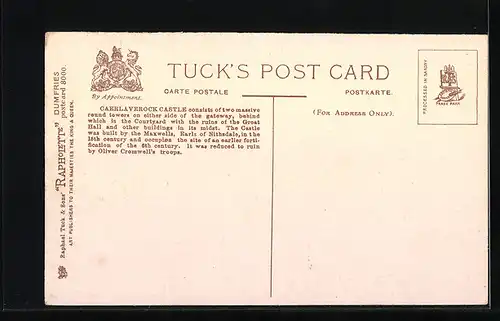 By Appointment.
TUCK'S POST CARD
CARTE POSTALE
POSTKARTE.
(FOR ADDRESS ONLY).
CAERLAVEROCK CASTLE consists of two massive
round towers on either side of the gateway, behind
which is the Courtyard with the ruins of the Great
Hall and other buildings in its midst. The Castle
was built by the Maxwells, Earls of Nithsdale, in the
15th century and occupies the site of an earlier forti-
fication of the 6th century. It was reduced to ruin
by Oliver Cromwell's troops.
PROCESSED IN SAXONY
TRADE MARK
Raphael Tuck & Sons' "RAPHOLETTE" DUMFRIES
postcard 8000.
ART PUBLISHERS TO THEIR MAJESTIES THE KING & QUEEN.